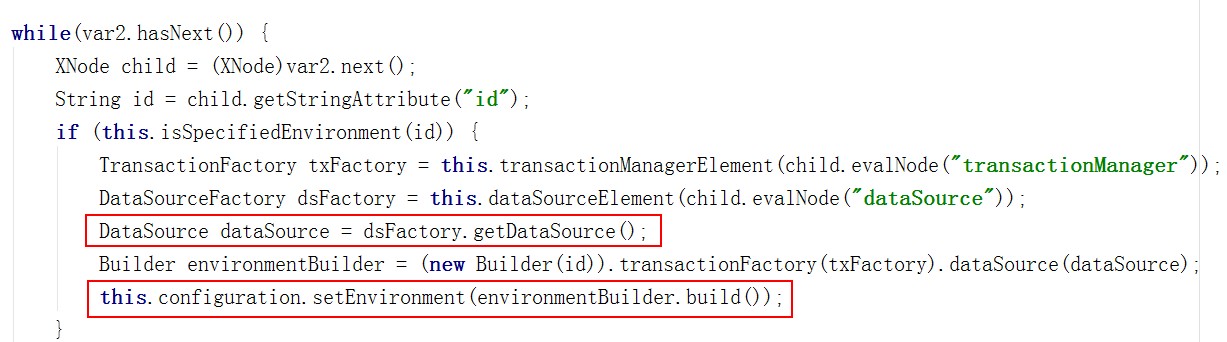 while(var2.hasNext()) {
    XNode child = (XNode)var2.next();
    String id = child.getStringAttribute("id");
    if (this.isSpecifiedEnvironment(id)) {
        TransactionFactory txFactory = this.transactionManagerElement(child.evalNode("transactionManager"));
        DataSourceFactory dsFactory = this.dataSourceElement(child.evalNode("dataSource"));
        DataSource dataSource = dsFactory.getDataSource();
        Builder environmentBuilder = (new Builder(id)).transactionFactory(txFactory).dataSource(dataSource);
        this.configuration.setEnvironment(environmentBuilder.build());
    }